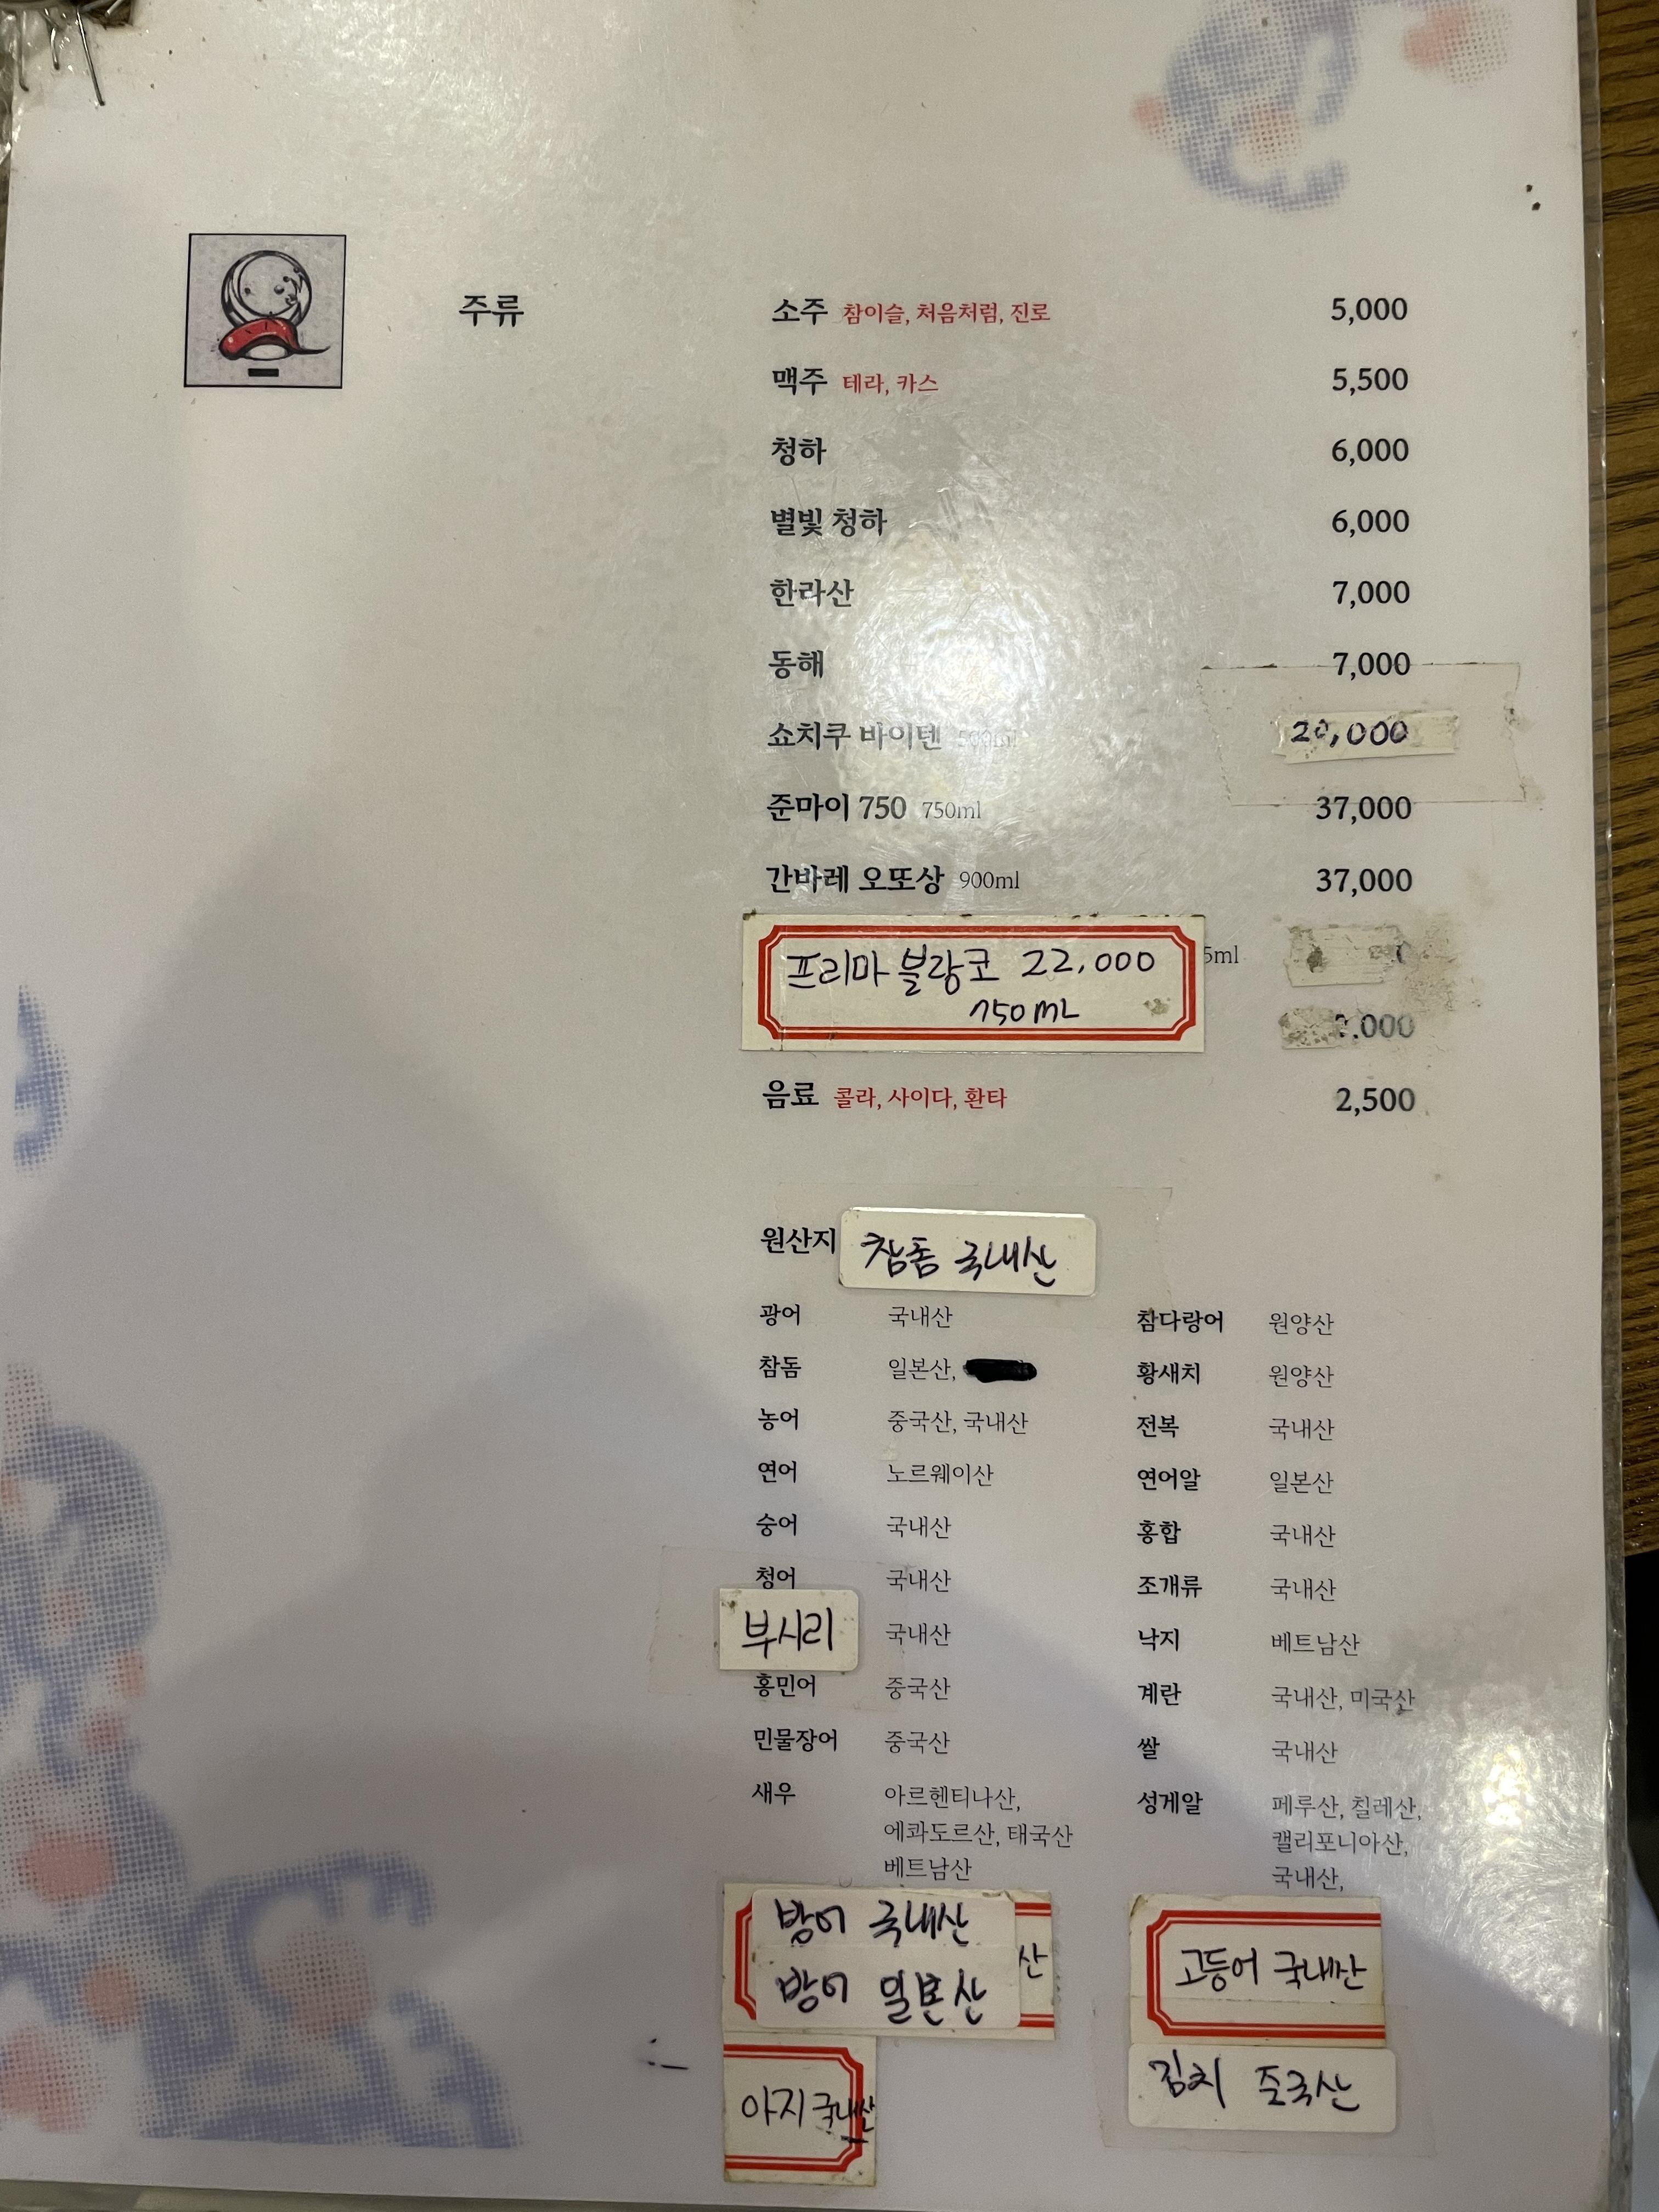 주류
소주 참이슬, 처음처럼, 진로 5,000
맥주 테라, 카스 5,500
청하 6,000
별빛 청하 6,000
한라산 7,000
동해 7,000
쇼치쿠 바이텐 500ml 20,000
준마이 750 750ml 37,000
간바레 오또상 900ml 37,000
프리마 블랑코 22,000
750ML
5ml
음료 콜라, 사이다, 환타 2,500
원산지 참돔 국내산
광어 국내산 참다랑어 원양산
참돔 일본산, 황새치 원양산
농어 중국산, 국내산 전복 국내산
연어 노르웨이산 연어알 일본산
숭어 국내산 홍합 국내산
청어 국내산 조개류 국내산
부시리 국내산 낙지 베트남산
홍민어 중국산 계란 국내산, 미국산
민물장어 중국산 쌀 국내산
새우 아르헨티나산, 성게알 페루산, 칠레산,
에콰도르산, 태국산 캘리포니아산,
베트남산 국내산,
방어 국내산
방어 일본산 산
고등어 국내산
아지 국내산
김치 중국산